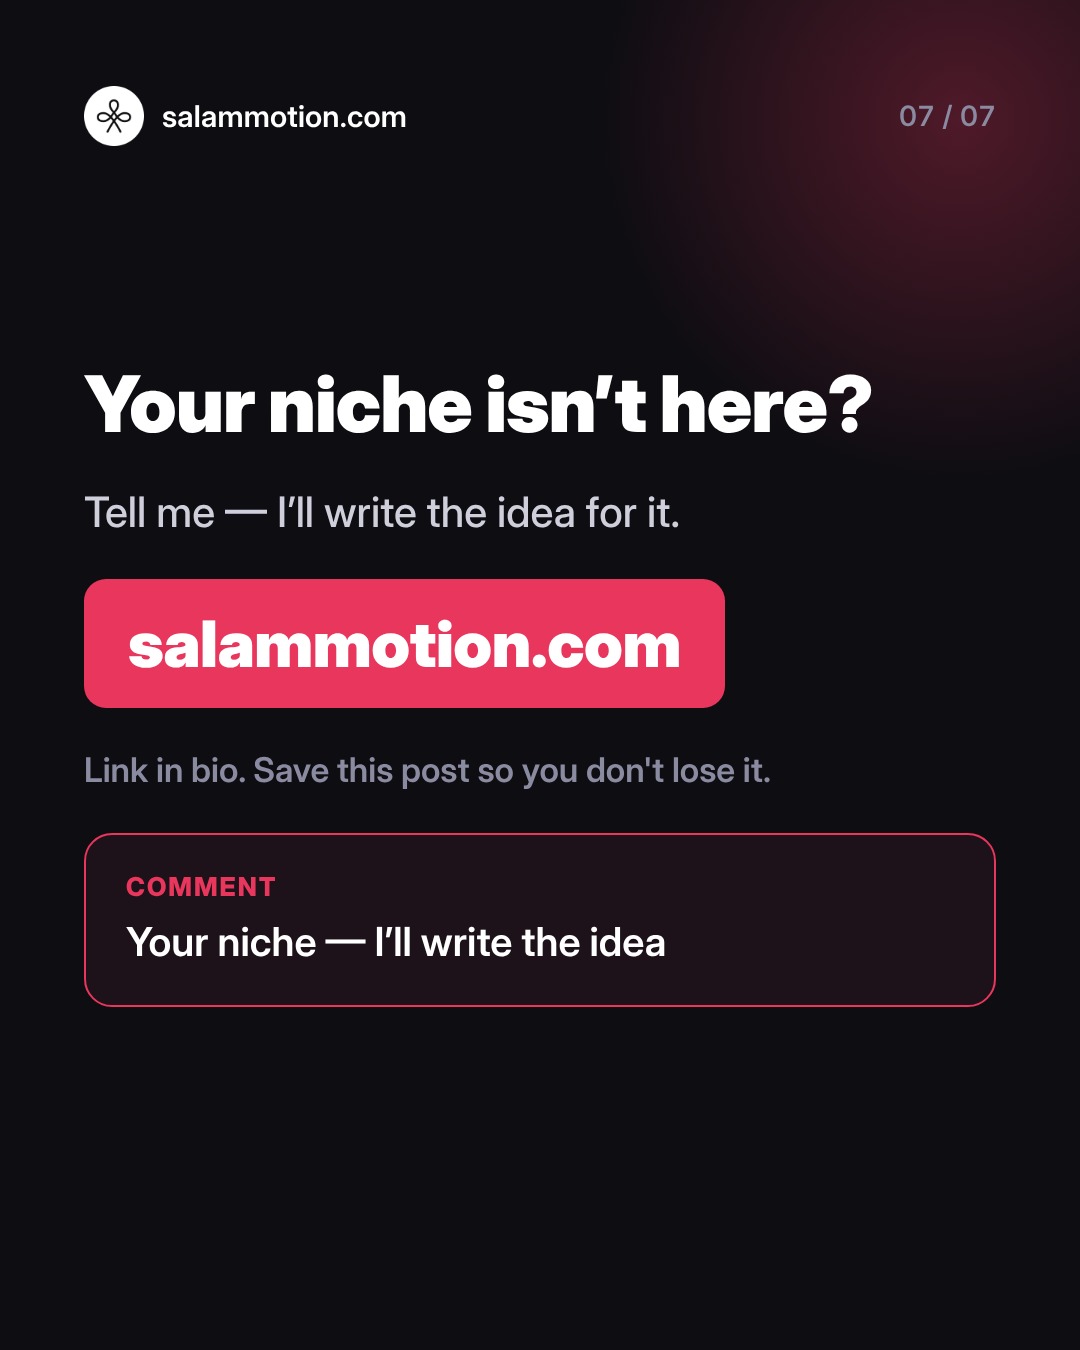 salammotion.com
07 / 07
Your niche isn’t here?
Tell me — I’ll write the idea for it.
salammotion.com
Link in bio. Save this post so you don't lose it.
COMMENT
Your niche — I’ll write the idea